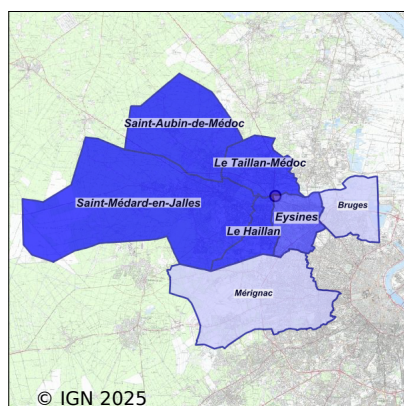 Saint-Aubin-de-Médoc
Le Taillan-Médoc
Saint-Médard-en-Jalles
Bruges
Eysines
Le Haillan
Mérignac
© IGN 2025